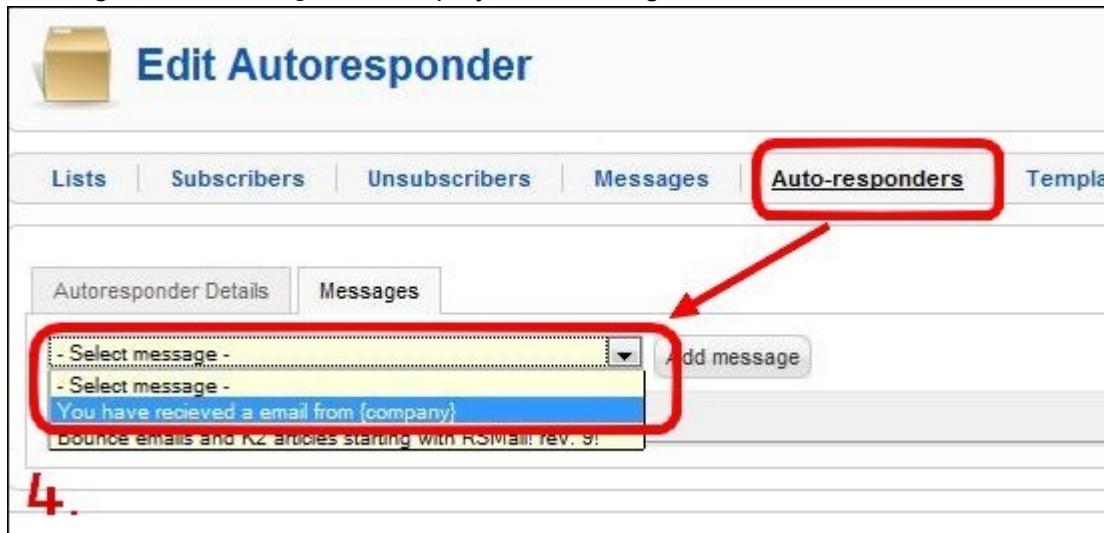 Edit Autoresponder
Lists Subscribers Unsubscribers Messages Auto-responders Templa
Autoresponder Details Messages
- Select message - Add message
- Select message -
You have recieved a email from {company}
Bounce emails and K2 articles starting with RSMail! rev. 9!
4.